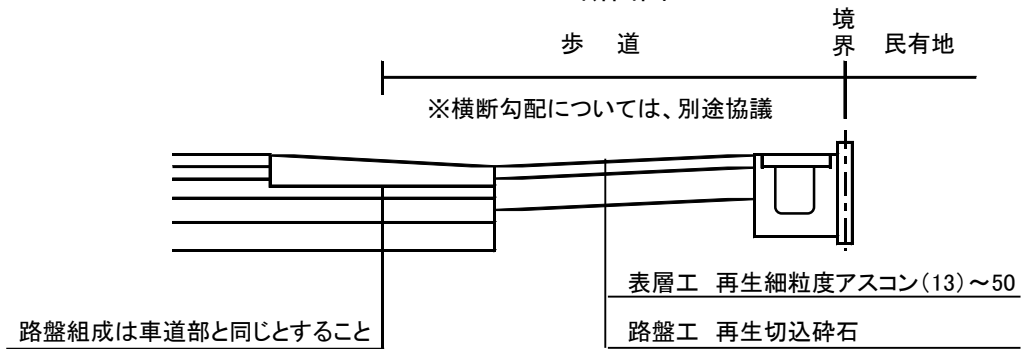 歩 道
境界
民有地
※横断勾配については、別途協議
表層工 再生細粒度アスコン(13)～50
路盤組成は車道部と同じとすること
路盤工 再生切込砕石